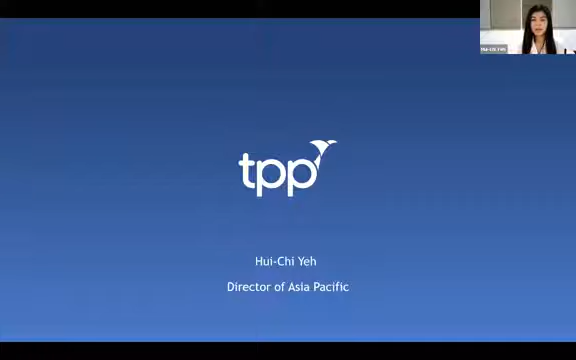 tpp
Hui-Chi Yeh
Director of Asia Pacific